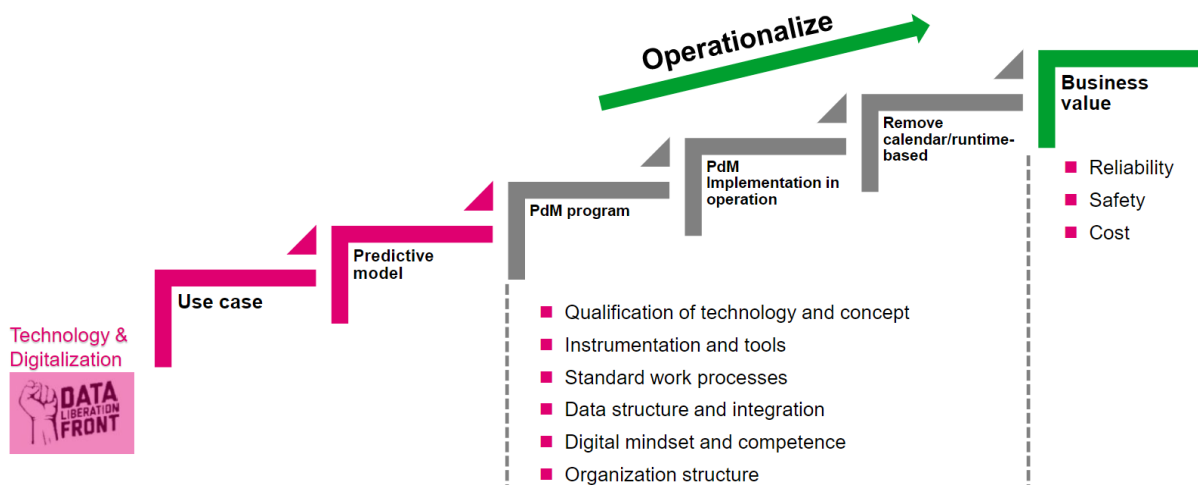 Operationalize
Business
value
Remove
calendar/runtime-
based
PdM
Implementation in
operation
PdM program
Predictive
model
Use case
Technology &
Digitalization
DATA
LIBERATION
FRONT
Qualification of technology and concept
Instrumentation and tools
Standard work processes
Data structure and integration
Digital mindset and competence
Organization structure
Reliability
Safety
Cost